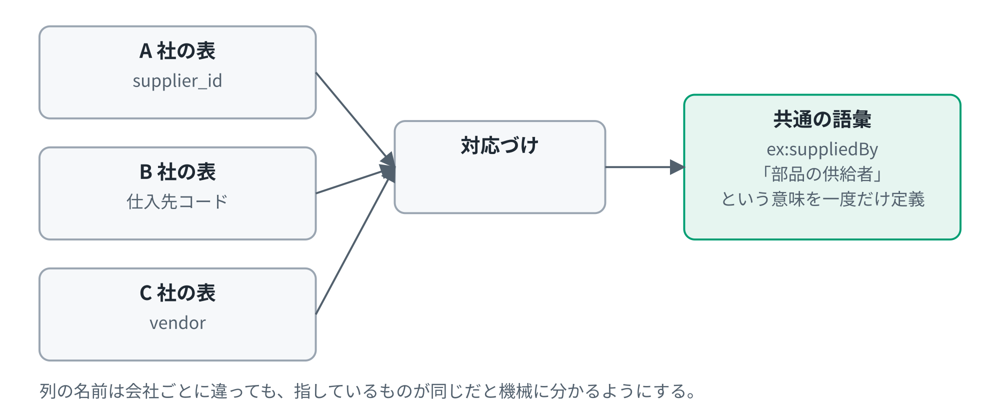 A 社の表
supplier_id
B 社の表
仕入先コード
C 社の表
vendor
対応づけ
共通の語彙
ex:suppliedBy
「部品の供給者」
という意味を一度だけ定義
列の名前は会社ごとに違っても、指しているものが同じだと機械に分かるようにする。